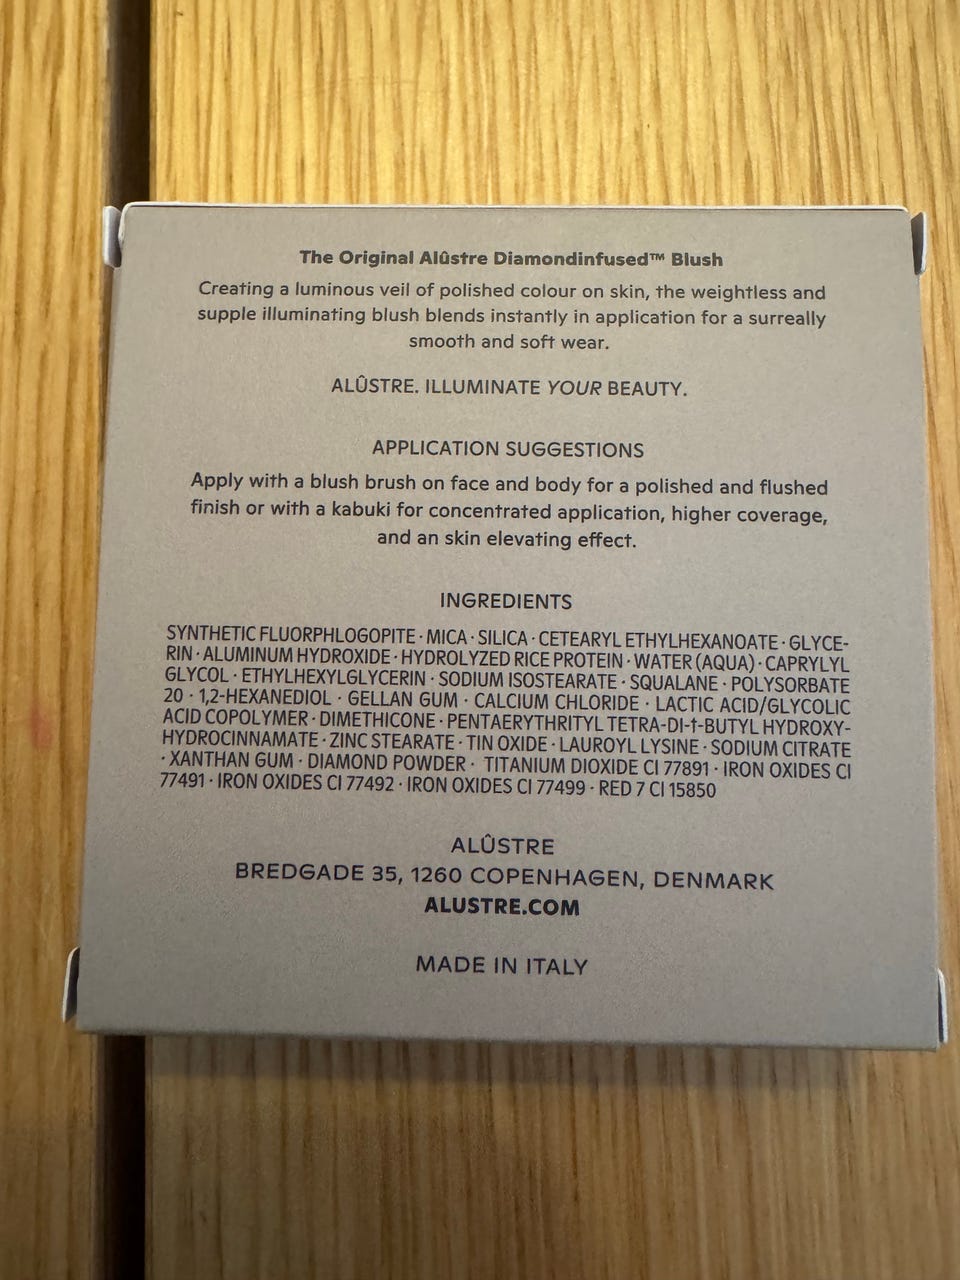 The Original Alûstre Diamondinfused™ Blush
Creating a luminous veil of polished colour on skin, the weightless and
supple illuminating blush blends instantly in application for a surreally
smooth and soft wear.
ALÛSTRE. ILLUMINATE YOUR BEAUTY.
APPLICATION SUGGESTIONS
Apply with a blush brush on face and body for a polished and flushed
finish or with a kabuki for concentrated application, higher coverage,
and an skin elevating effect.
INGREDIENTS
SYNTHETIC FLUORPHLOGOPITE · MICA · SILICA · CETEARYL ETHYLHEXANOATE · GLYCE-
RIN · ALUMINUM HYDROXIDE · HYDROLYZED RICE PROTEIN · WATER (AQUA) · CAPRYLYL
GLYCOL · ETHYLHEXYLGLYCERIN · SODIUM ISOSTEARATE · SQUALANE · POLYSORBATE
20 · 1,2-HEXANEDIOL · GELLAN GUM · CALCIUM CHLORIDE · LACTIC ACID/GLYCOLIC
ACID COPOLYMER · DIMETHICONE · PENTAERYTHRITYL TETRA-DI-t-BUTYL HYDROXY-
HYDROCINNAMATE · ZINC STEARATE · TIN OXIDE · LAUROYL LYSINE · SODIUM CITRATE
· XANTHAN GUM · DIAMOND POWDER · TITANIUM DIOXIDE CI 77891 · IRON OXIDES CI
77491 · IRON OXIDES CI 77492 · IRON OXIDES CI 77499 · RED 7 CI 15850
ALÛSTRE
BREDGADE 35, 1260 COPENHAGEN, DENMARK
ALUSTRE.COM
MADE IN ITALY